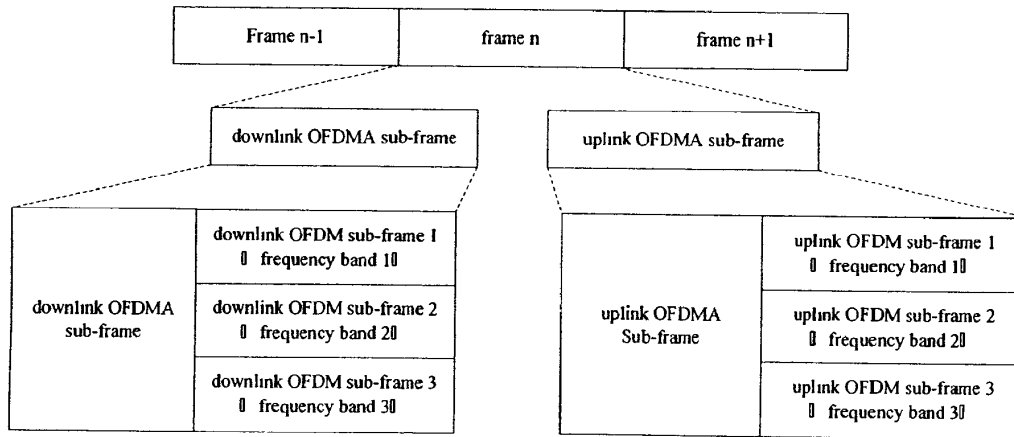 Frame n-1
frame n
frame n+1
downlink OFDMA sub-frame
uplink OFDMA sub-frame
downlink OFDMA
sub-frame
downlink OFDM sub-frame 1
▯ frequency band 1▯
downlink OFDM sub-frame 2
▯ frequency band 2▯
downlink OFDM sub-frame 3
▯ frequency band 3▯
uplink OFDMA
Sub-frame
uplink OFDM sub-frame 1
▯ frequency band 1▯
uplink OFDM sub-frame 2
▯ frequency band 2▯
uplink OFDM sub-frame 3
▯ frequency band 3▯